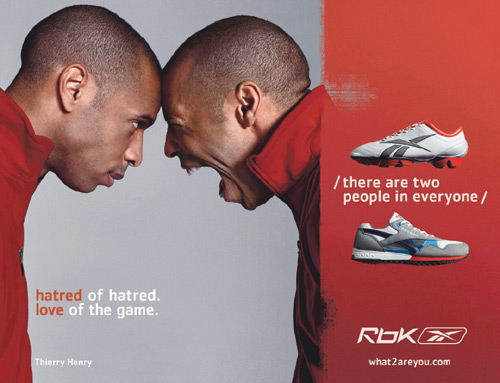 /there are two
people in everyone/
hatred of hatred.
love of the game.
Rbk
Thierry Henry
what2areyou.com